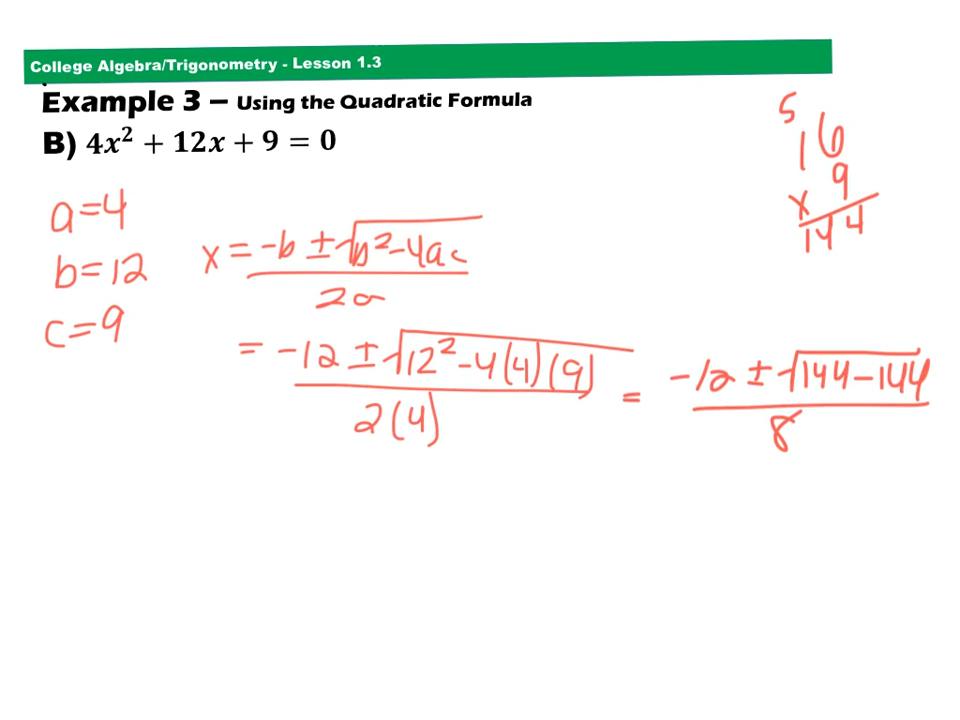 College Algebra/Trigonometry - Lesson 1.3
Example 3 – Using the Quadratic Formula
B) 4x² + 12x + 9 = 0
5
16
x 9
144
a=4
b=12
c=9
x = -b ± √b²-4ac
2a
= -12 ± √12²-4(4)(9)
2(4)
= -12 ± √144-144
8